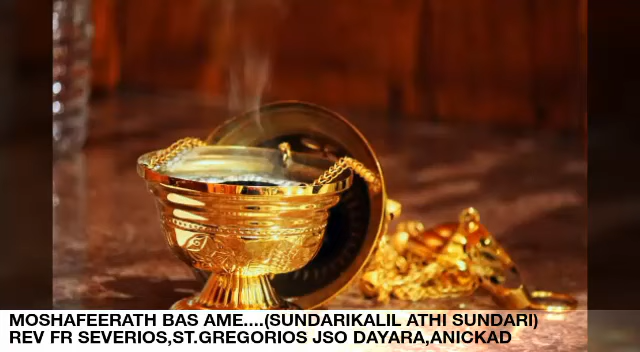 MOSHAFEERATH BAS AME....(SUNDARIKALIL ATHI SUNDARI)
REV FR SEVERIOS,ST.GREGORIOS JSO DAYARA,ANICKAD